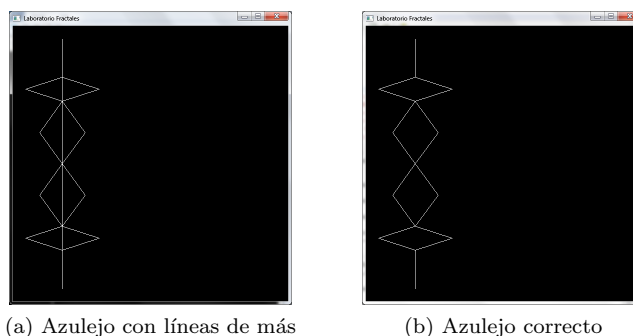 Laboratorio Fractales
Laboratorio Fractales
(a) Azulejo con líneas de más
(b) Azulejo correcto